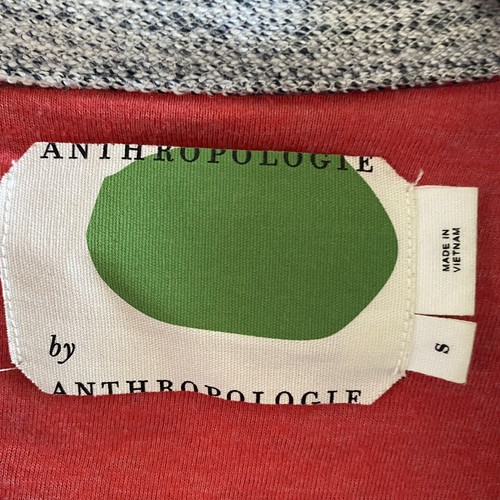 ANTHROPOLOGIE
by
ANTHROPOLOGIE
MADE IN
VIETNAM
S